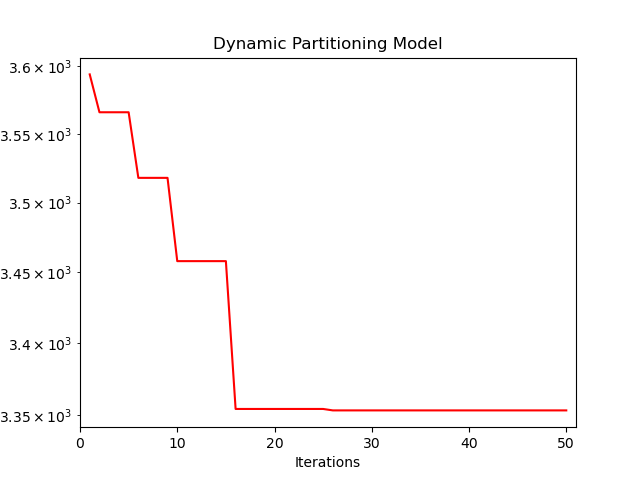 Dynamic Partitioning Model
3.6 × 10³
3.55 × 10³
3.5 × 10³
3.45 × 10³
3.4 × 10³
3.35 × 10³
0 10 20 30 40 50
Iterations